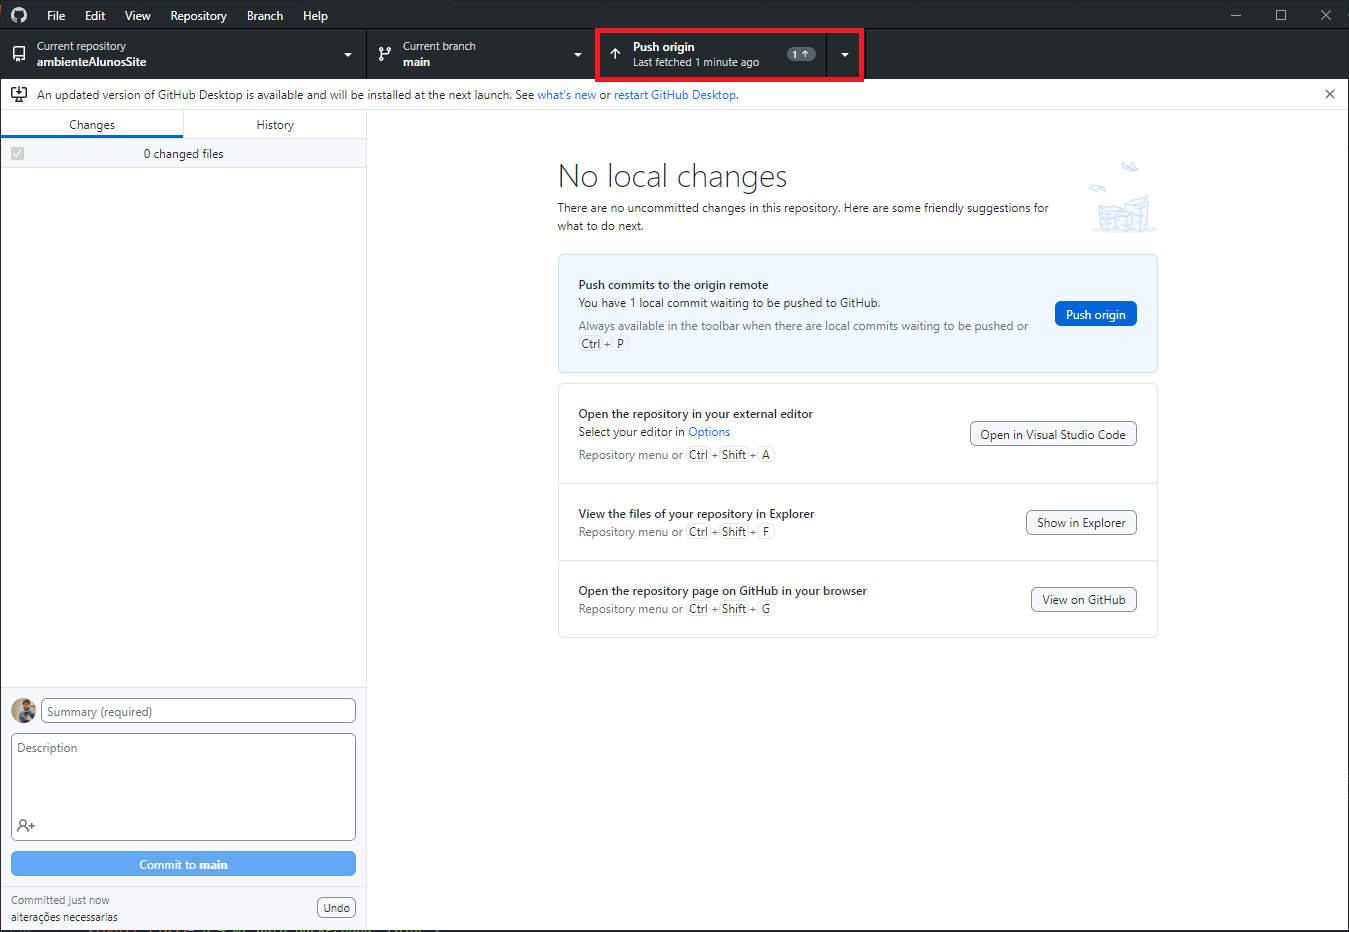 File Edit View Repository Branch Help
Current repository
ambienteAlunosSite
Current branch
main
Push origin
Last fetched 1 minute ago
1
An updated version of GitHub Desktop is available and will be installed at the next launch. See what's new or restart GitHub Desktop.
Changes
History
0 changed files
No local changes
There are no uncommitted changes in this repository. Here are some friendly suggestions for
what to do next.
Push commits to the origin remote
You have 1 local commit waiting to be pushed to GitHub.
Always available in the toolbar when there are local commits waiting to be pushed or
Ctrl + P
Push origin
Open the repository in your external editor
Select your editor in Options
Repository menu or Ctrl + Shift + A
Open in Visual Studio Code
View the files of your repository in Explorer
Repository menu or Ctrl + Shift + F
Show in Explorer
Open the repository page on GitHub in your browser
Repository menu or Ctrl + Shift + G
View on GitHub
Summary (required)
Description
Commit to main
Committed just now
alterações necessarias
Undo